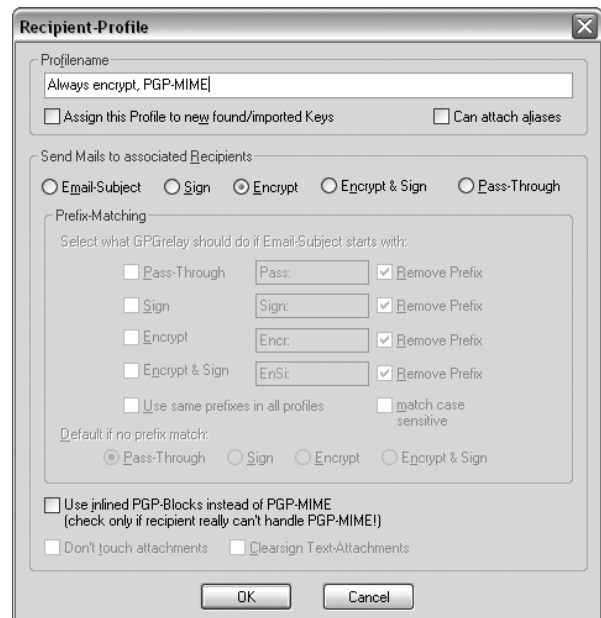 Recipient-Profile
Profilename
Always encrypt, PGP-MIME
Assign this Profile to new found/imported Keys Can attach aliases
Send Mails to associated Recipients
Email-Subject Sign Encrypt Encrypt & Sign Pass-Through
Prefix-Matching
Select what GPGrelay should do if Email-Subject starts with:
Pass-Through Pass: Remove Prefix
Sign Sign: Remove Prefix
Encrypt Encr: Remove Prefix
Encrypt & Sign EnSi: Remove Prefix
Use same prefixes in all profiles match case
sensitive
Default if no prefix match:
Pass-Through Sign Encrypt Encrypt & Sign
Use inlined PGP-Blocks instead of PGP-MIME
(check only if recipient really can't handle PGP-MIME!)
Don't touch attachments Clearsign Text-Attachments
OK Cancel